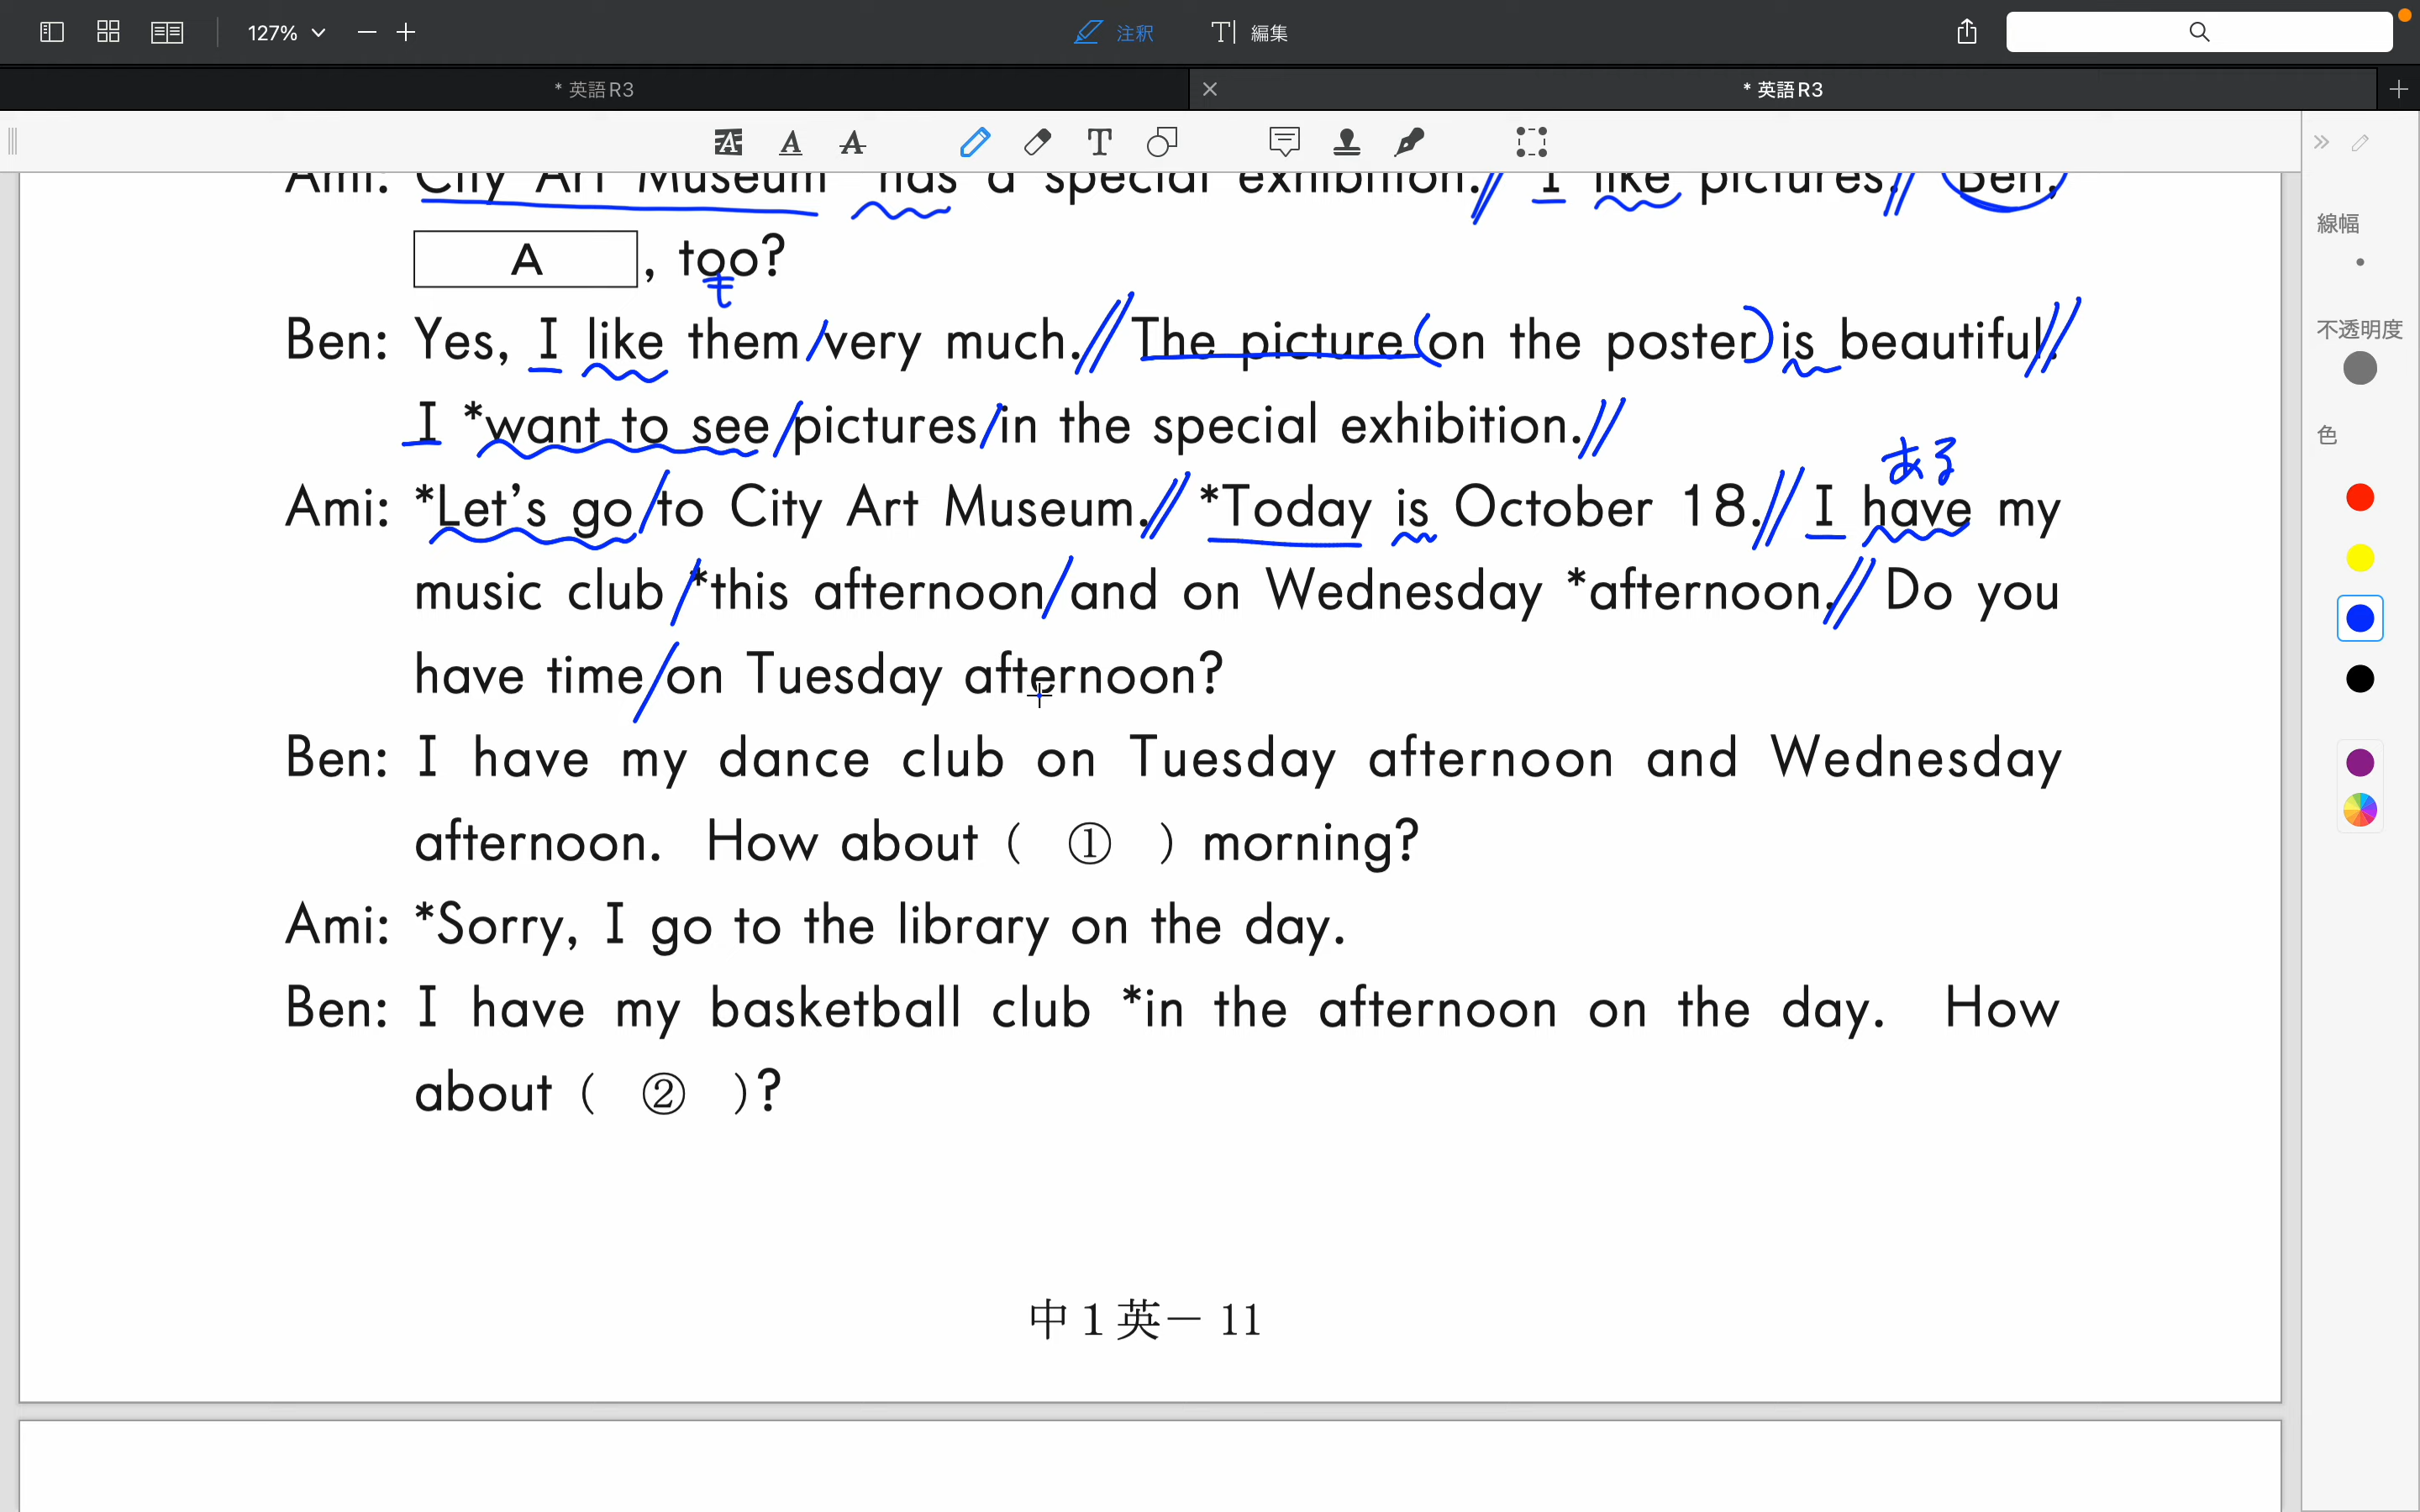 127%
注釈
編集
* 英語R3
* 英語R3
線幅
不透明度
色
Ami: City Art Museum has a special exhibition. I like pictures. Ben,
A , too?
も
Ben: Yes, I like them very much. The picture on the poster is beautiful.
I *want to see pictures in the special exhibition.
ある
Ami: *Let's go to City Art Museum. *Today is October 18. I have my
music club *this afternoon and on Wednesday *afternoon. Do you
have time on Tuesday afternoon?
Ben: I have my dance club on Tuesday afternoon and Wednesday
afternoon. How about ( ① ) morning?
Ami: *Sorry, I go to the library on the day.
Ben: I have my basketball club *in the afternoon on the day. How
about ( ② )?
中1英－11